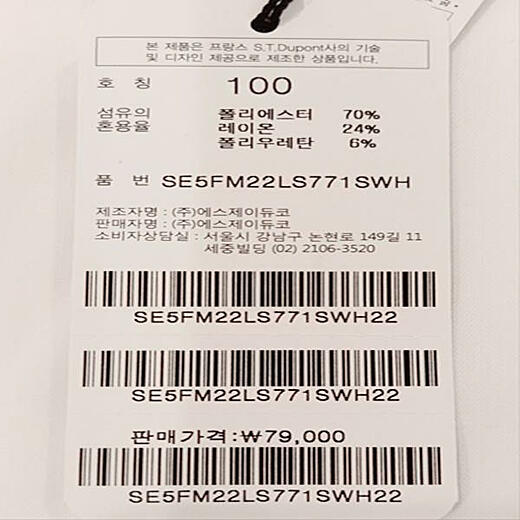 본 제품은 프랑스 S.T.Dupont사의 기술
및 디자인 제공으로 제조한 상품입니다.
호 칭 100
섬유의 폴리에스터 70%
혼용율 레이온 24%
폴리우레탄 6%
품 번 SE5FM22LS771SWH
제조자명 : (주)에스제이듀코
판매자명 : (주)에스제이듀코
소비자상담실 : 서울시 강남구 논현로 149길 11
세중빌딩 (02) 2106-3520
SE5FM22LS771SWH22
SE5FM22LS771SWH22
판매가격:₩79,000
SE5FM22LS771SWH22